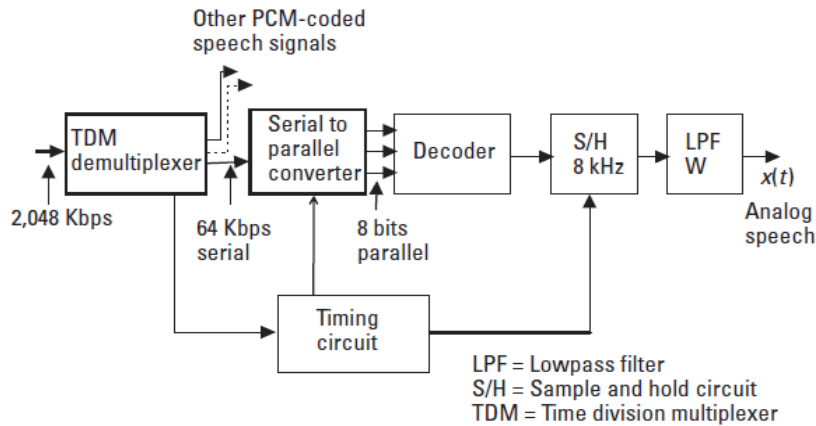 Other PCM-coded
speech signals
TDM
demultiplexer
Serial to
parallel
converter
Decoder
S/H
8 kHz
LPF
W
x(t)
Analog
speech
2,048 Kbps
64 Kbps
serial
8 bits
parallel
Timing
circuit
LPF = Lowpass filter
S/H = Sample and hold circuit
TDM = Time division multiplexer